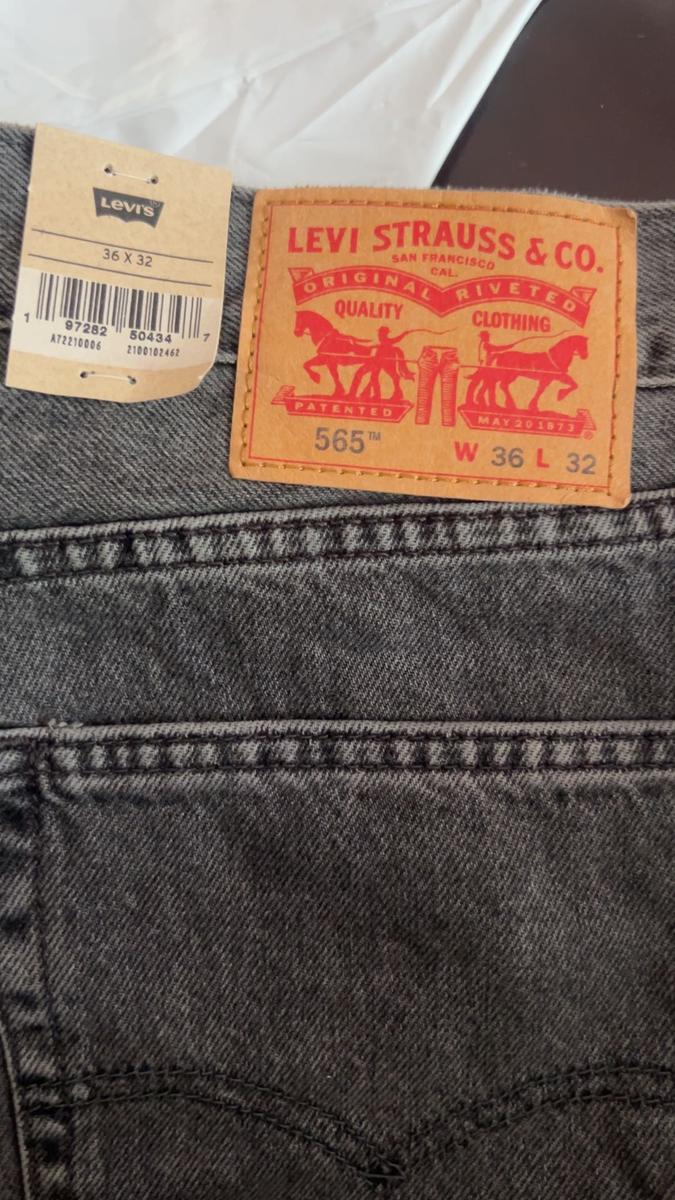 Levi's
36 X 32
1 97282 50434 7
A72210006 2100102462
LEVI STRAUSS & CO.
SAN FRANCISCO
CAL.
ORIGINAL RIVETED
QUALITY CLOTHING
PATENTED MAY 20 1873 ®
565™ W 36 L 32